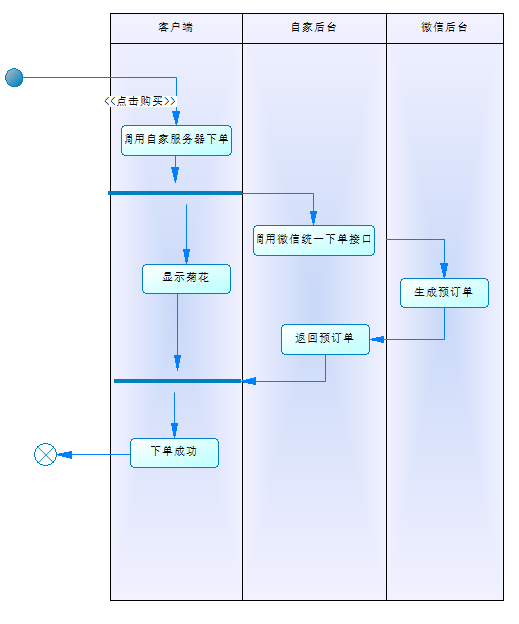 客户端
自家后台
微信后台
<<点击购买>>
调用自家服务器下单
调用微信统一下单接口
显示菊花
生成预订单
返回预订单
下单成功